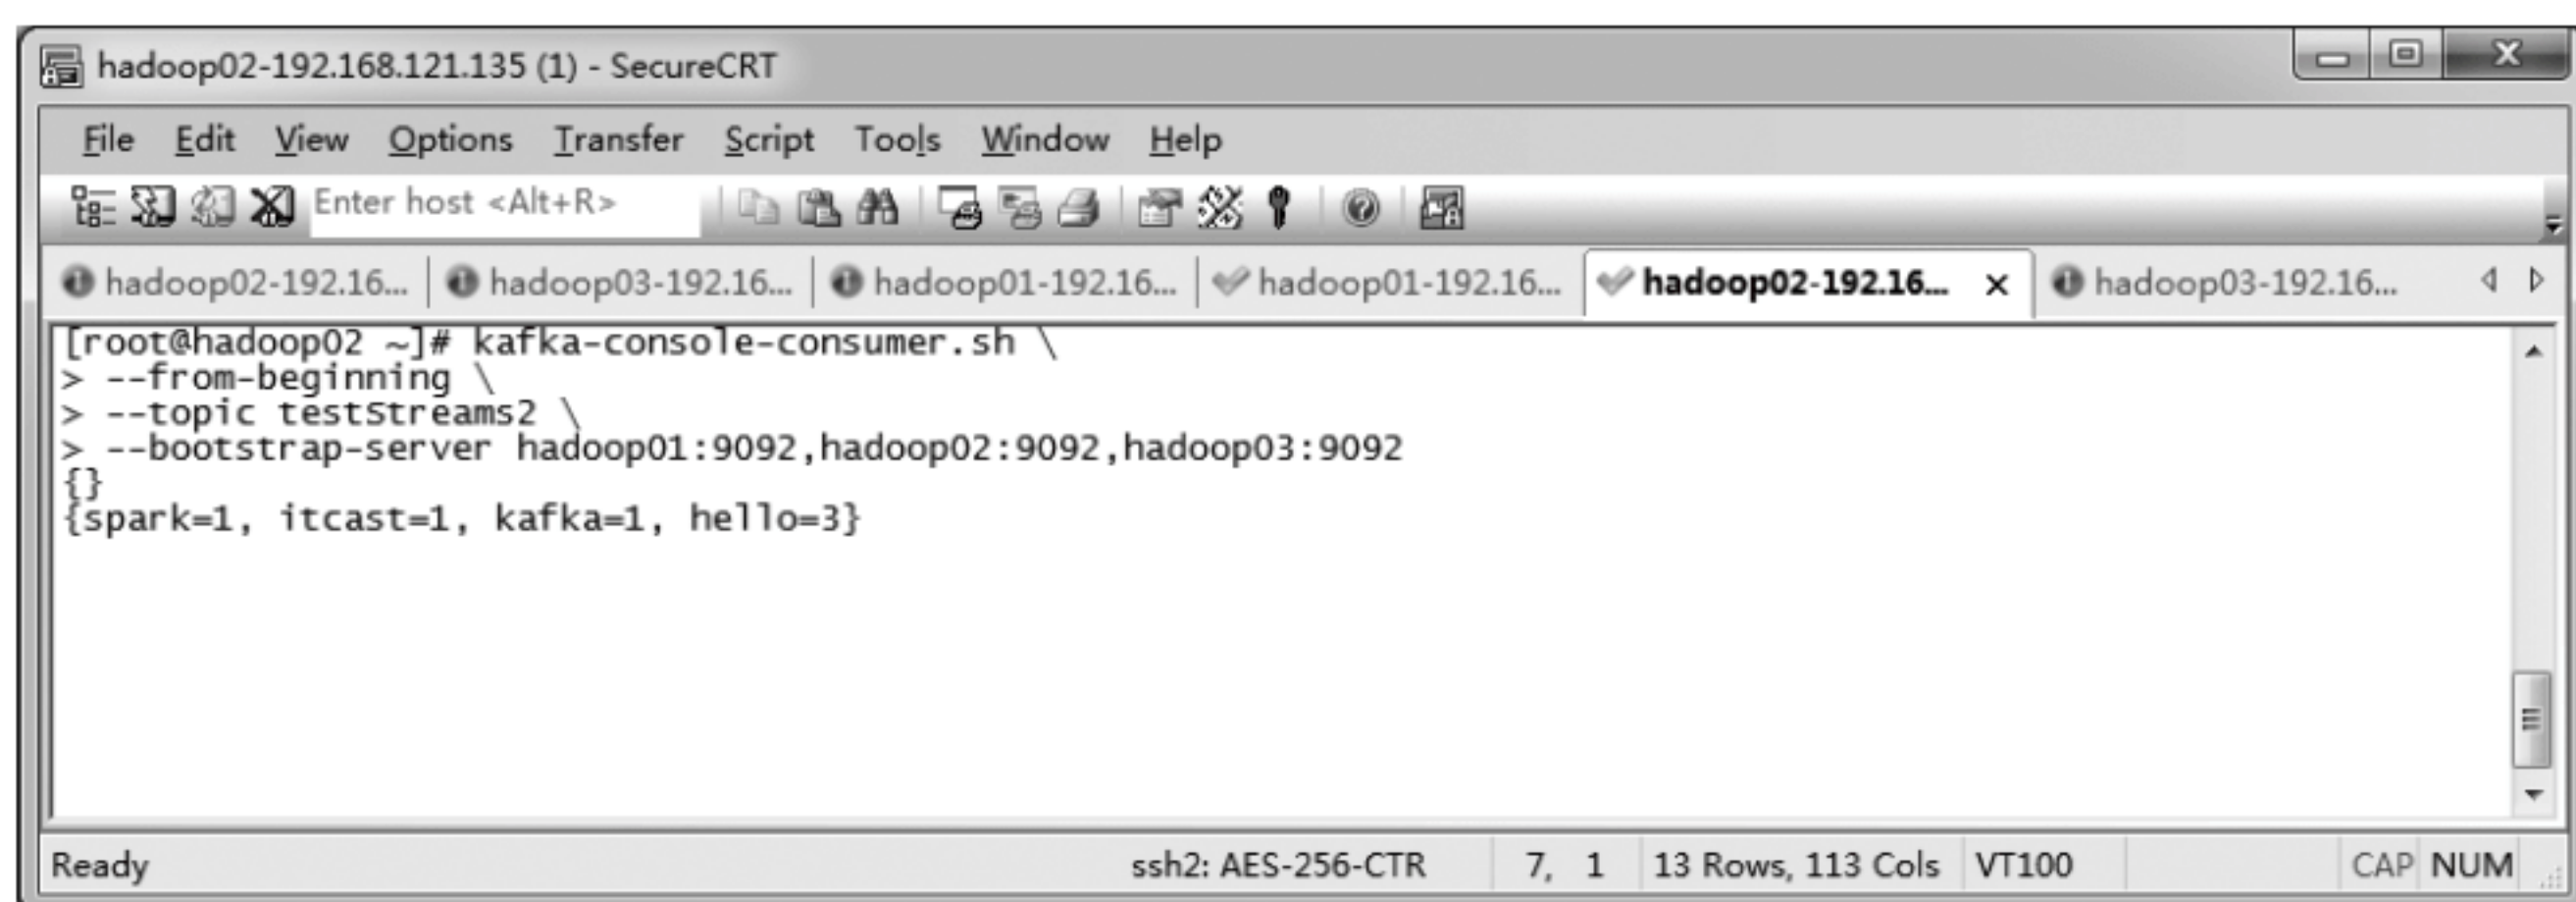 hadoop02-192.168.121.135 (1) - SecureCRT
File Edit View Options Transfer Script Tools Window Help
Enter host <Alt+R>
hadoop02-192.16... hadoop03-192.16... hadoop01-192.16... hadoop01-192.16... hadoop02-192.16... hadoop03-192.16...
[root@hadoop02 ~]# kafka-console-consumer.sh \
> --from-beginning \
> --topic testStreams2 \
> --bootstrap-server hadoop01:9092,hadoop02:9092,hadoop03:9092
{}
{spark=1, itcast=1, kafka=1, hello=3}
Ready ssh2: AES-256-CTR 7, 1 13 Rows, 113 Cols VT100 CAP NUM